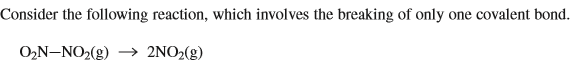 Consider the following reaction, which involves the breaking of only one covalent bond.
O₂N—NO₂(g) → 2NO₂(g)